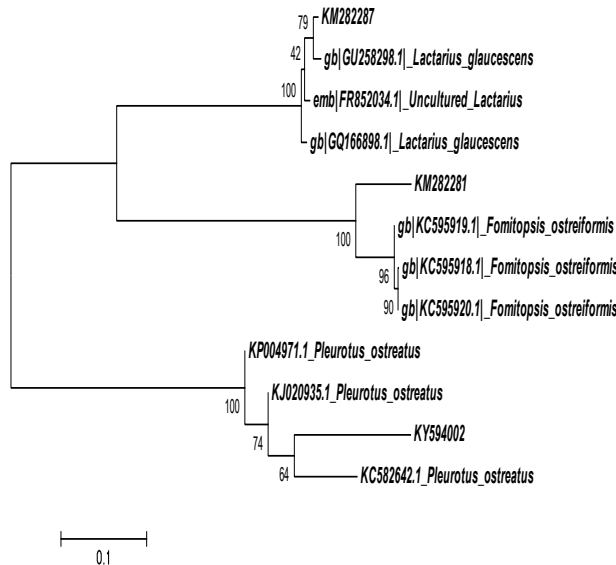 79
KM282287
42
gb|GU258298.1|_Lactarius_glaucescens
100
emb|FR852034.1|_Uncultured_Lactarius
gb|GQ166898.1|_Lactarius_glaucescens
KM282281
100
gb|KC595919.1|_Fomitopsis_ostreiformis
96
gb|KC595918.1|_Fomitopsis_ostreiformis
90
gb|KC595920.1|_Fomitopsis_ostreiformis
KP004971.1_Pleurotus_ostreatus
100
KJ020935.1_Pleurotus_ostreatus
74
KY594002
64
KC582642.1_Pleurotus_ostreatus
0.1